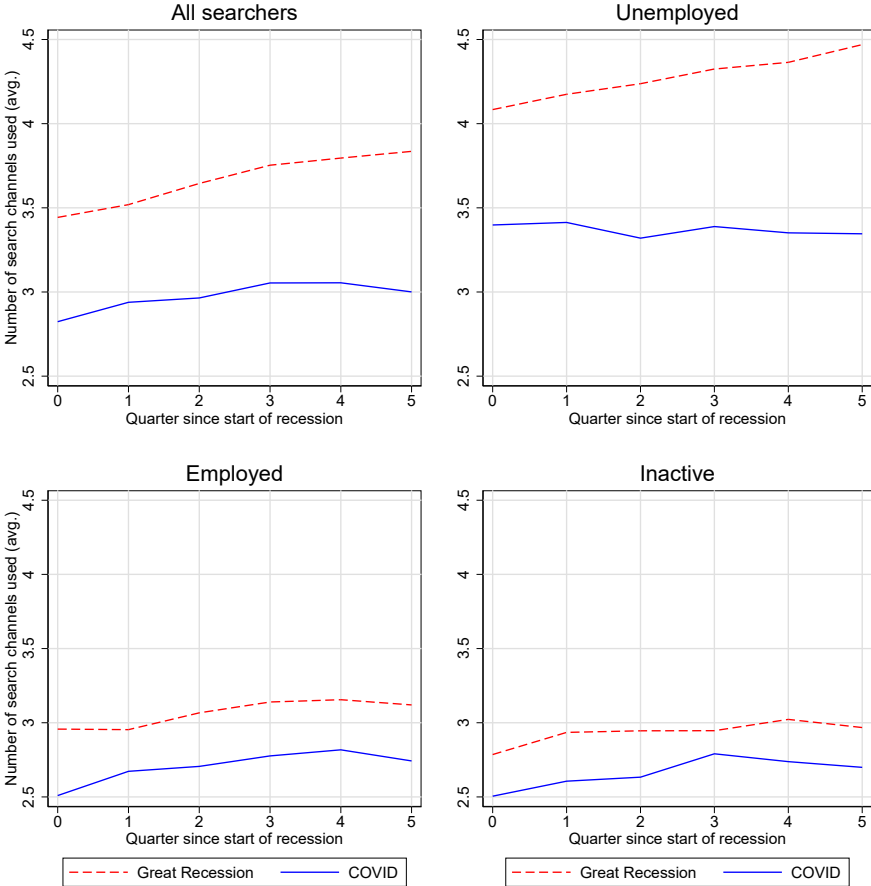 All searchers
Number of search channels used (avg.)
4.5
4
3.5
3
2.5
0 1 2 3 4 5
Quarter since start of recession
Unemployed
4.5
4
3.5
3
2.5
0 1 2 3 4 5
Quarter since start of recession
Employed
Number of search channels used (avg.)
4.5
4
3.5
3
2.5
0 1 2 3 4 5
Quarter since start of recession
Inactive
4.5
4
3.5
3
2.5
0 1 2 3 4 5
Quarter since start of recession
Great Recession COVID
Great Recession COVID